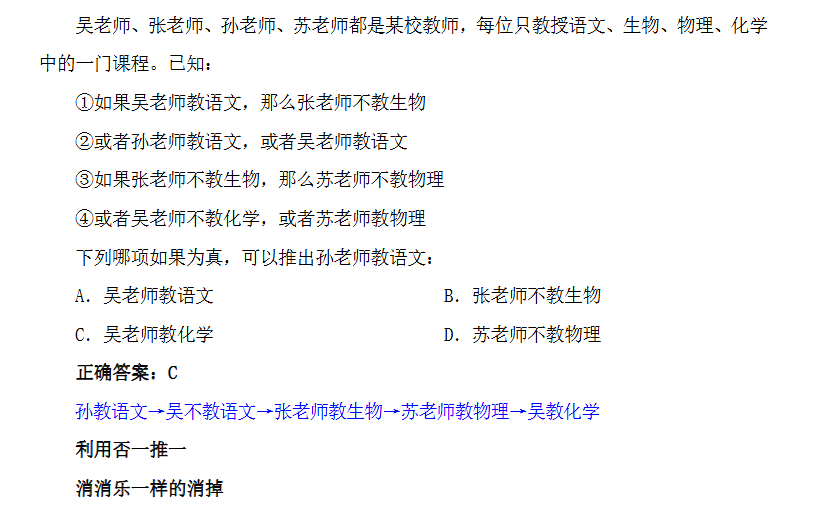 吴老师、张老师、孙老师、苏老师都是某校教师，每位只教授语文、生物、物理、化学
中的一门课程。已知：
①如果吴老师教语文，那么张老师不教生物
②或者孙老师教语文，或者吴老师教语文
③如果张老师不教生物，那么苏老师不教物理
④或者吴老师不教化学，或者苏老师教物理
下列哪项如果为真，可以推出孙老师教语文：
A．吴老师教语文 B．张老师不教生物
C．吴老师教化学 D．苏老师不教物理
正确答案：C
孙教语文→吴不教语文→张老师教生物→苏老师教物理→吴教化学
利用否一推一
消消乐一样的消掉